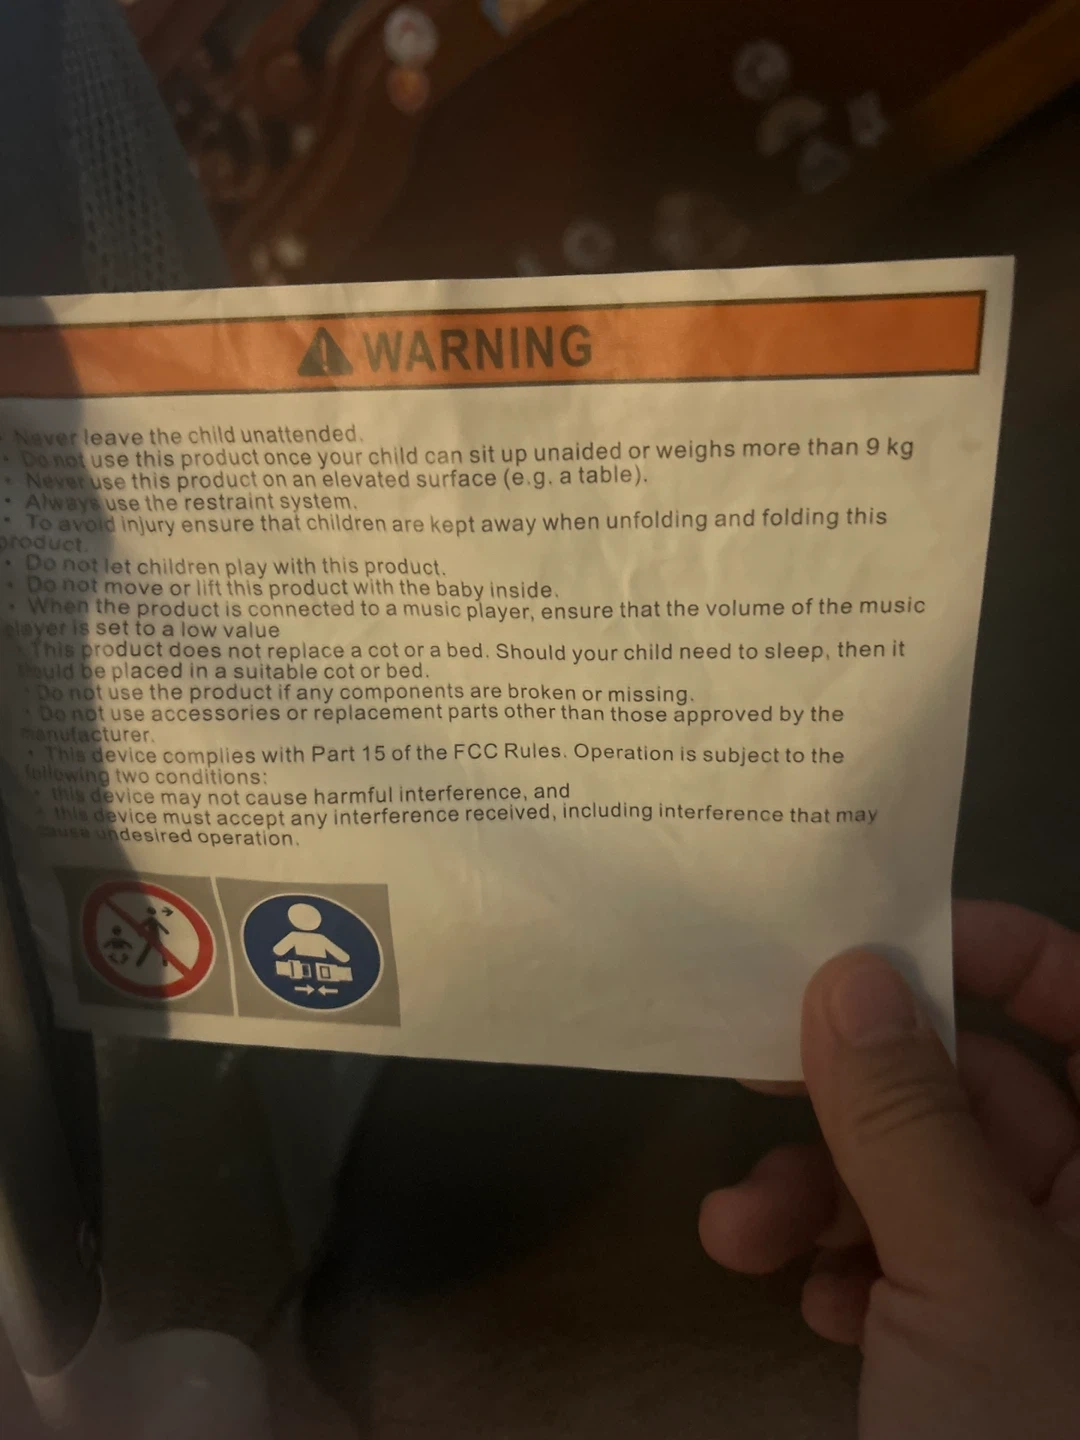 WARNING
Never leave the child unattended.
• Do not use this product once your child can sit up unaided or weighs more than 9 kg
• Never use this product on an elevated surface (e.g. a table).
• Always use the restraint system.
• To avoid injury ensure that children are kept away when unfolding and folding this
product.
• Do not let children play with this product.
• Do not move or lift this product with the baby inside.
• When the product is connected to a music player, ensure that the volume of the music
player is set to a low value
• This product does not replace a cot or a bed. Should your child need to sleep, then it
should be placed in a suitable cot or bed.
• Do not use the product if any components are broken or missing.
• Do not use accessories or replacement parts other than those approved by the
manufacturer.
• This device complies with Part 15 of the FCC Rules. Operation is subject to the
following two conditions:
• this device may not cause harmful interference, and
• this device must accept any interference received, including interference that may
cause undesired operation.